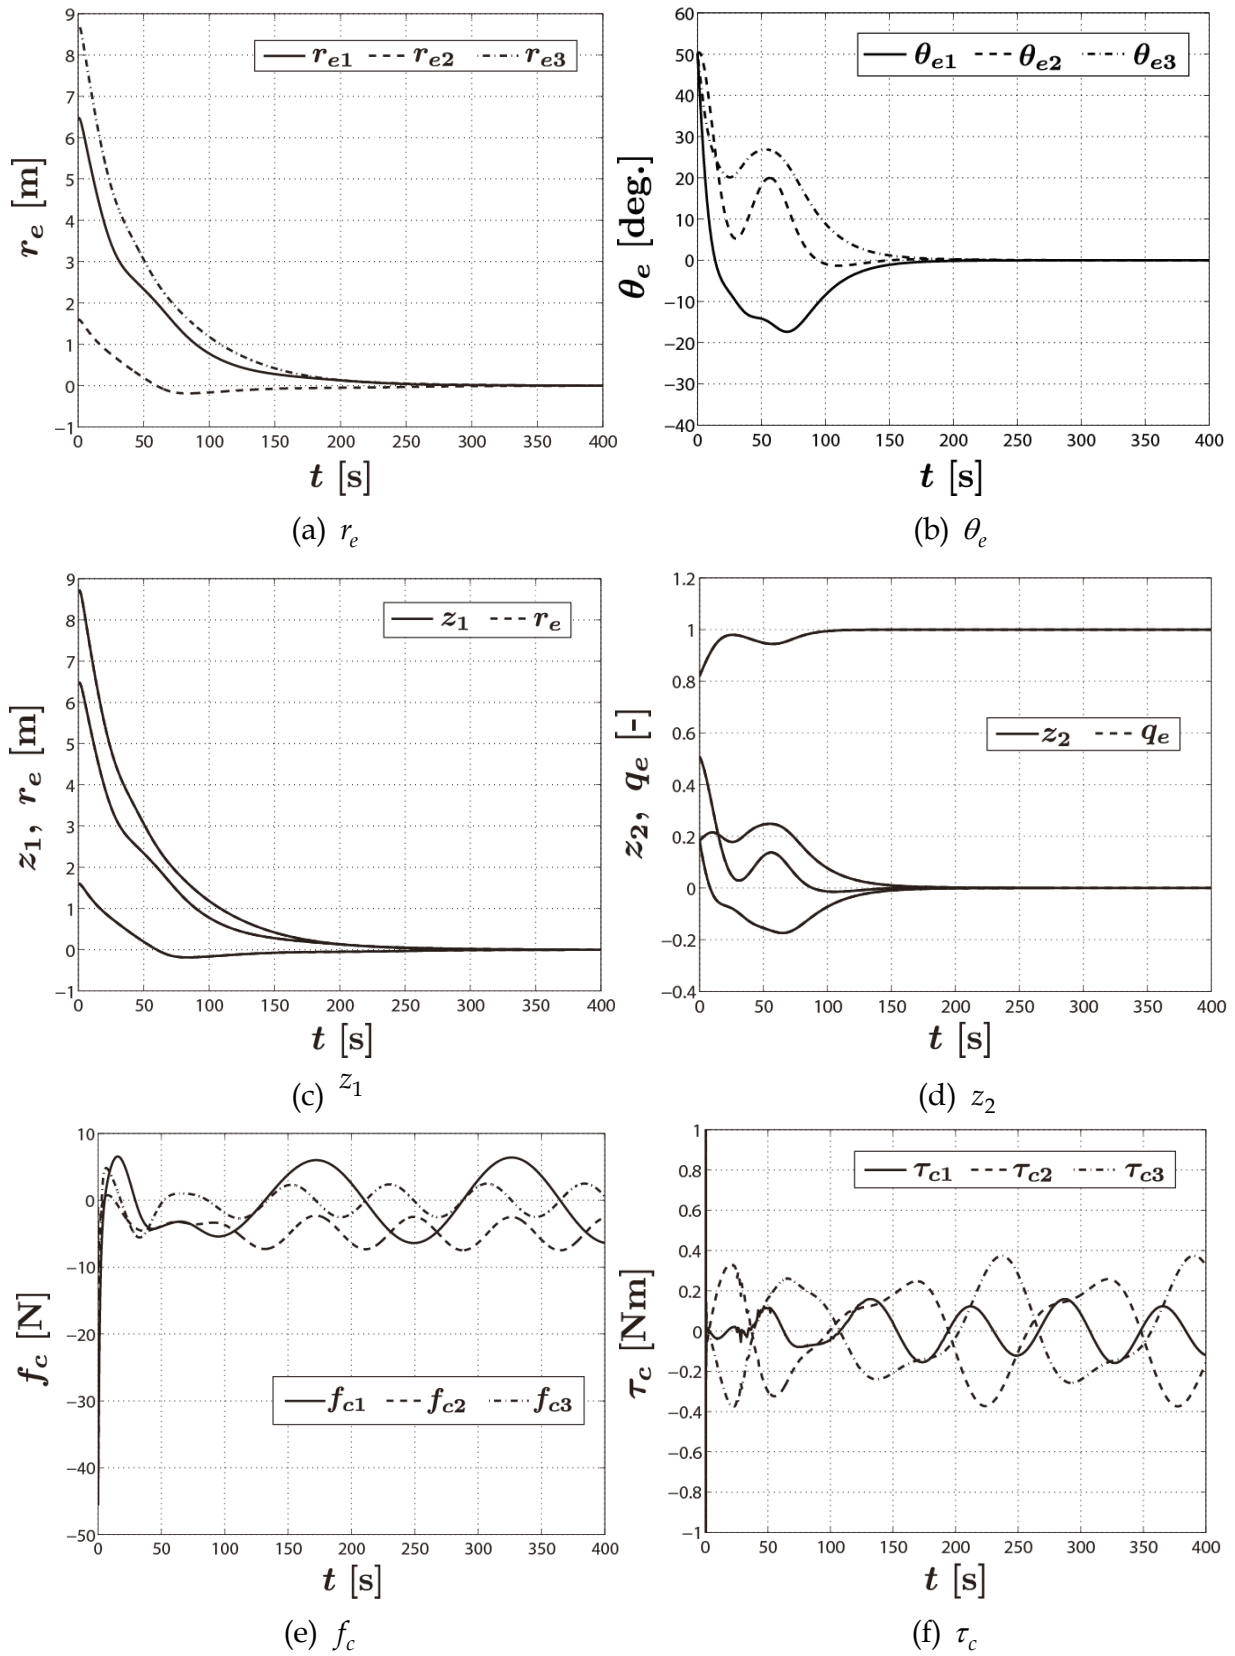 9
8
7
6
5
4
3
2
1
0
−1
r_e [m]
r_e1 r_e2 r_e3
0 50 100 150 200 250 300 350 400
t [s]
(a) r_e
60
50
40
30
20
10
0
−10
−20
−30
−40
θ_e [deg.]
θ_e1 θ_e2 θ_e3
0 50 100 150 200 250 300 350 400
t [s]
(b) θ_e
9
8
7
6
5
4
3
2
1
0
−1
z_1, r_e [m]
z_1 r_e
0 50 100 150 200 250 300 350 400
t [s]
(c) z_1
1.2
1
0.8
0.6
0.4
0.2
0
−0.2
−0.4
z_2, q_e [-]
z_2 q_e
0 50 100 150 200 250 300 350 400
t [s]
(d) z_2
10
0
−10
−20
−30
−40
−50
f_c [N]
f_c1 f_c2 f_c3
0 50 100 150 200 250 300 350 400
t [s]
(e) f_c
1
0.8
0.6
0.4
0.2
0
−0.2
−0.4
−0.6
−0.8
−1
τ_c [Nm]
τ_c1 τ_c2 τ_c3
0 50 100 150 200 250 300 350 400
t [s]
(f) τ_c